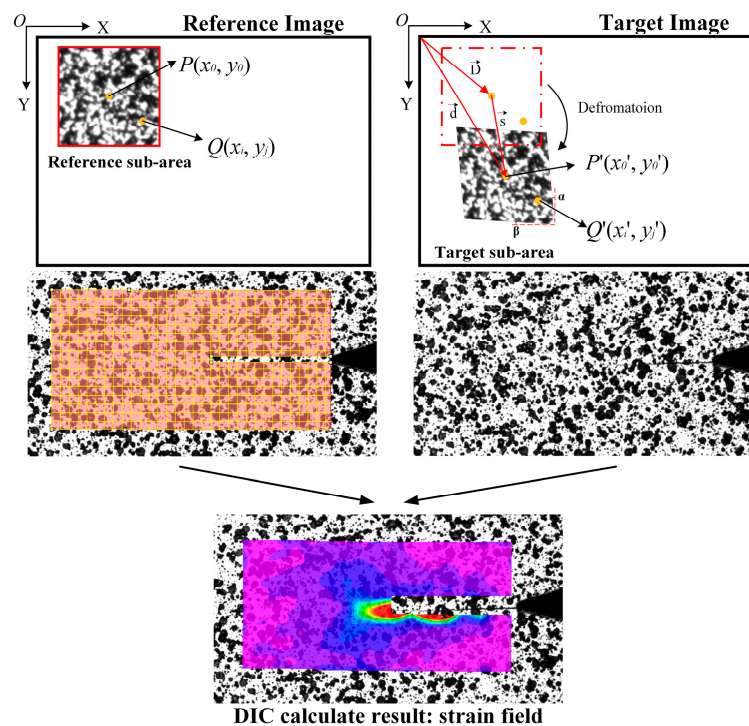 Reference Image
O
X
Y
P(x₀, y₀)
Q(xᵢ, yⱼ)
Reference sub-area
Target Image
O
X
Y
D
d
s
Defromatoion
P'(x₀', y₀')
α
Q'(xᵢ', yⱼ')
β
Target sub-area
DIC calculate result: strain field